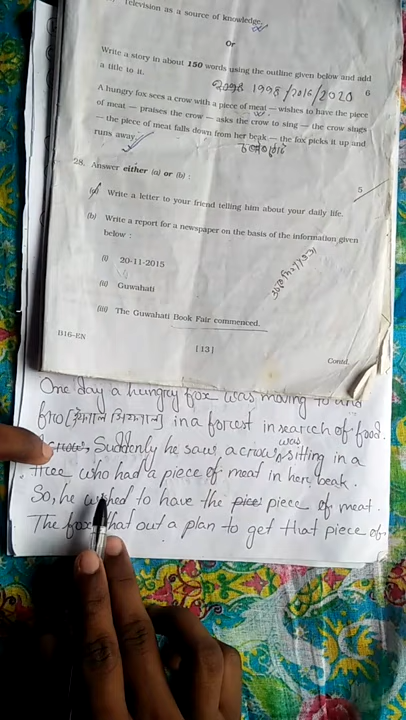 Television as a source of knowledge.
Or
Write a story in about 150 words using the outline given below and add
a title to it.
6
1998/2016/2020
A hungry fox sees a crow with a piece of meat — wishes to have the piece
of meat — praises the crow — asks the crow to sing — the crow sings
— the piece of meat falls down from her beak — the fox picks it up and
runs away.
28. Answer either (a) or (b) :
5
(a) Write a letter to your friend telling him about your daily life.
(b) Write a report for a newspaper on the basis of the information given
below :
(i) 20-11-2015
(ii) Guwahati
(iii) The Guwahati Book Fair commenced.
B16-EN
[ 13 ]
Contd.
One day a hungry fox was moving to and
fro in a forest in search of food.
crow, Suddenly he saw a crow was sitting in a
tree who had a piece of meat in her beak.
So, he wished to have the pice piece of meat.
The fox that out a plan to get that piece of